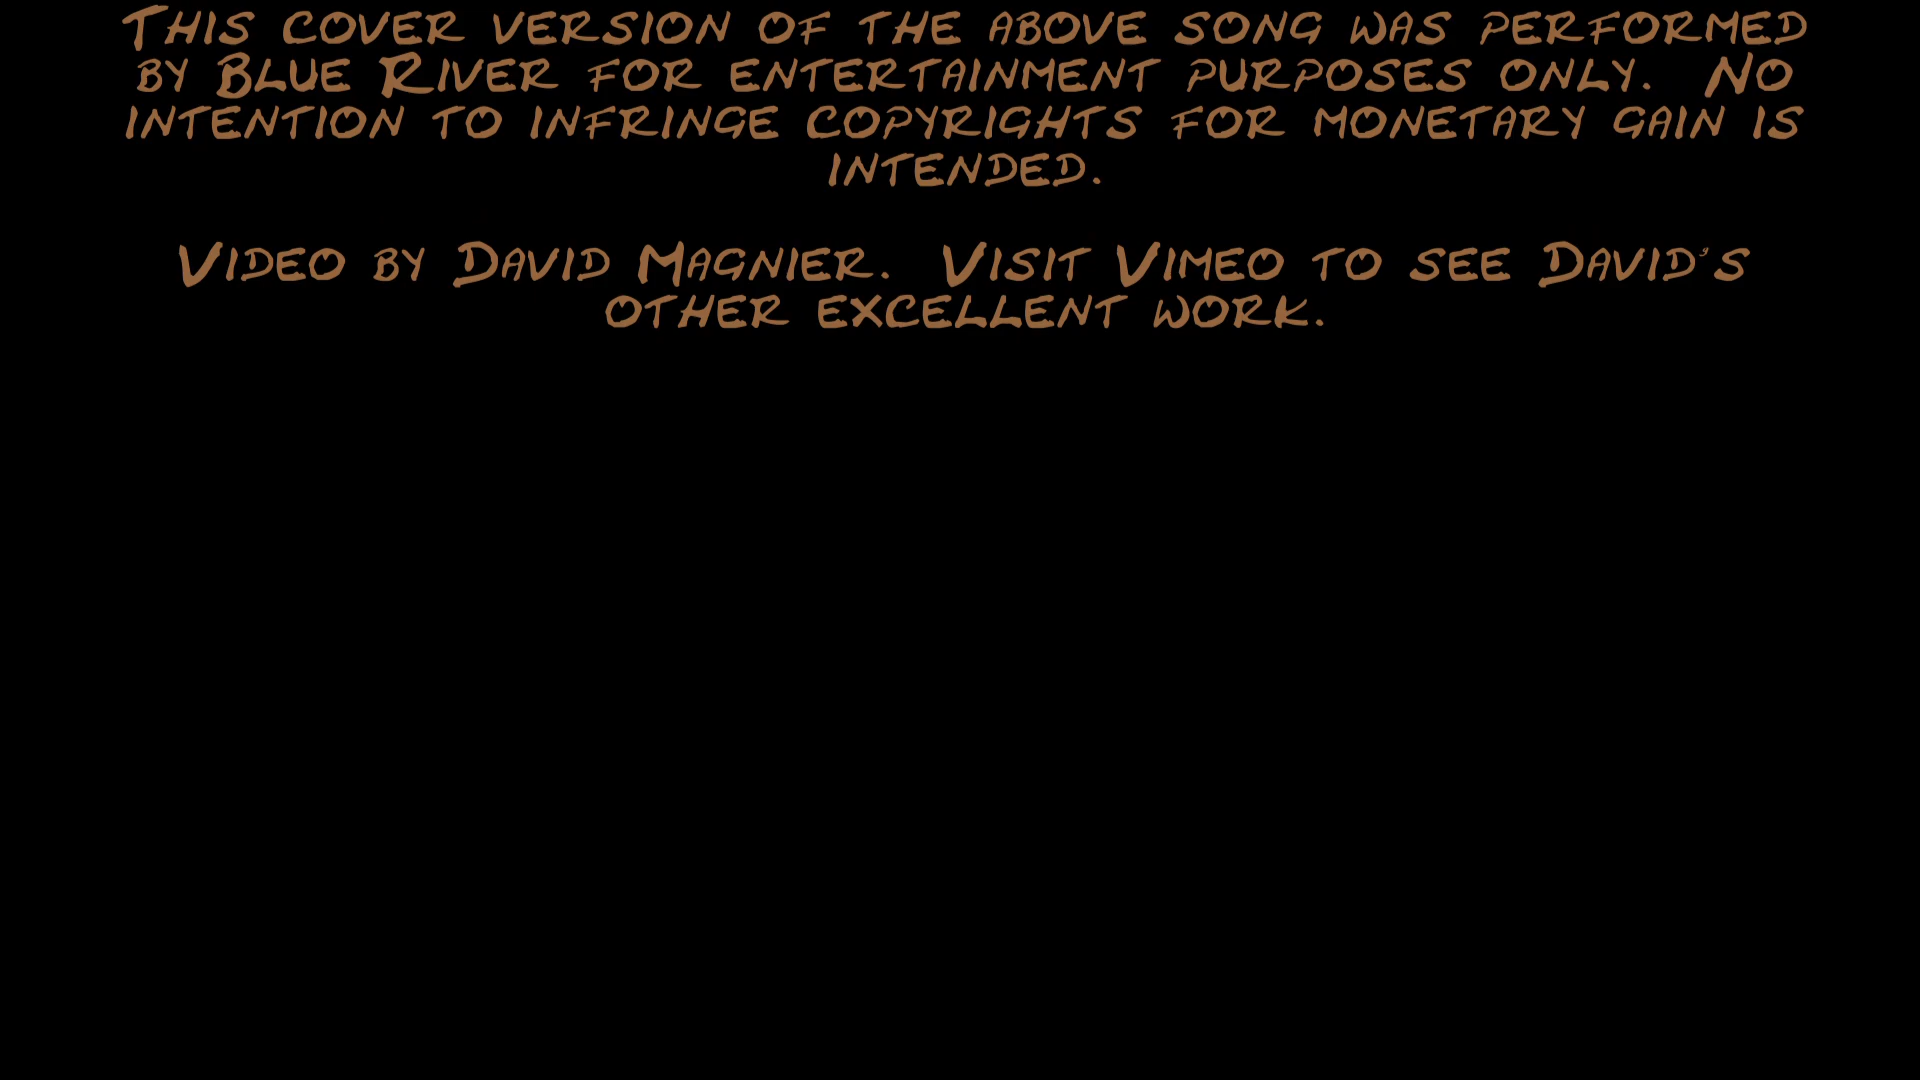 This cover version of the above song was performed
by Blue River for entertainment purposes only.  No
intention to infringe copyrights for monetary gain is
intended.
Video by David Magnier.  Visit Vimeo to see David's
other excellent work.